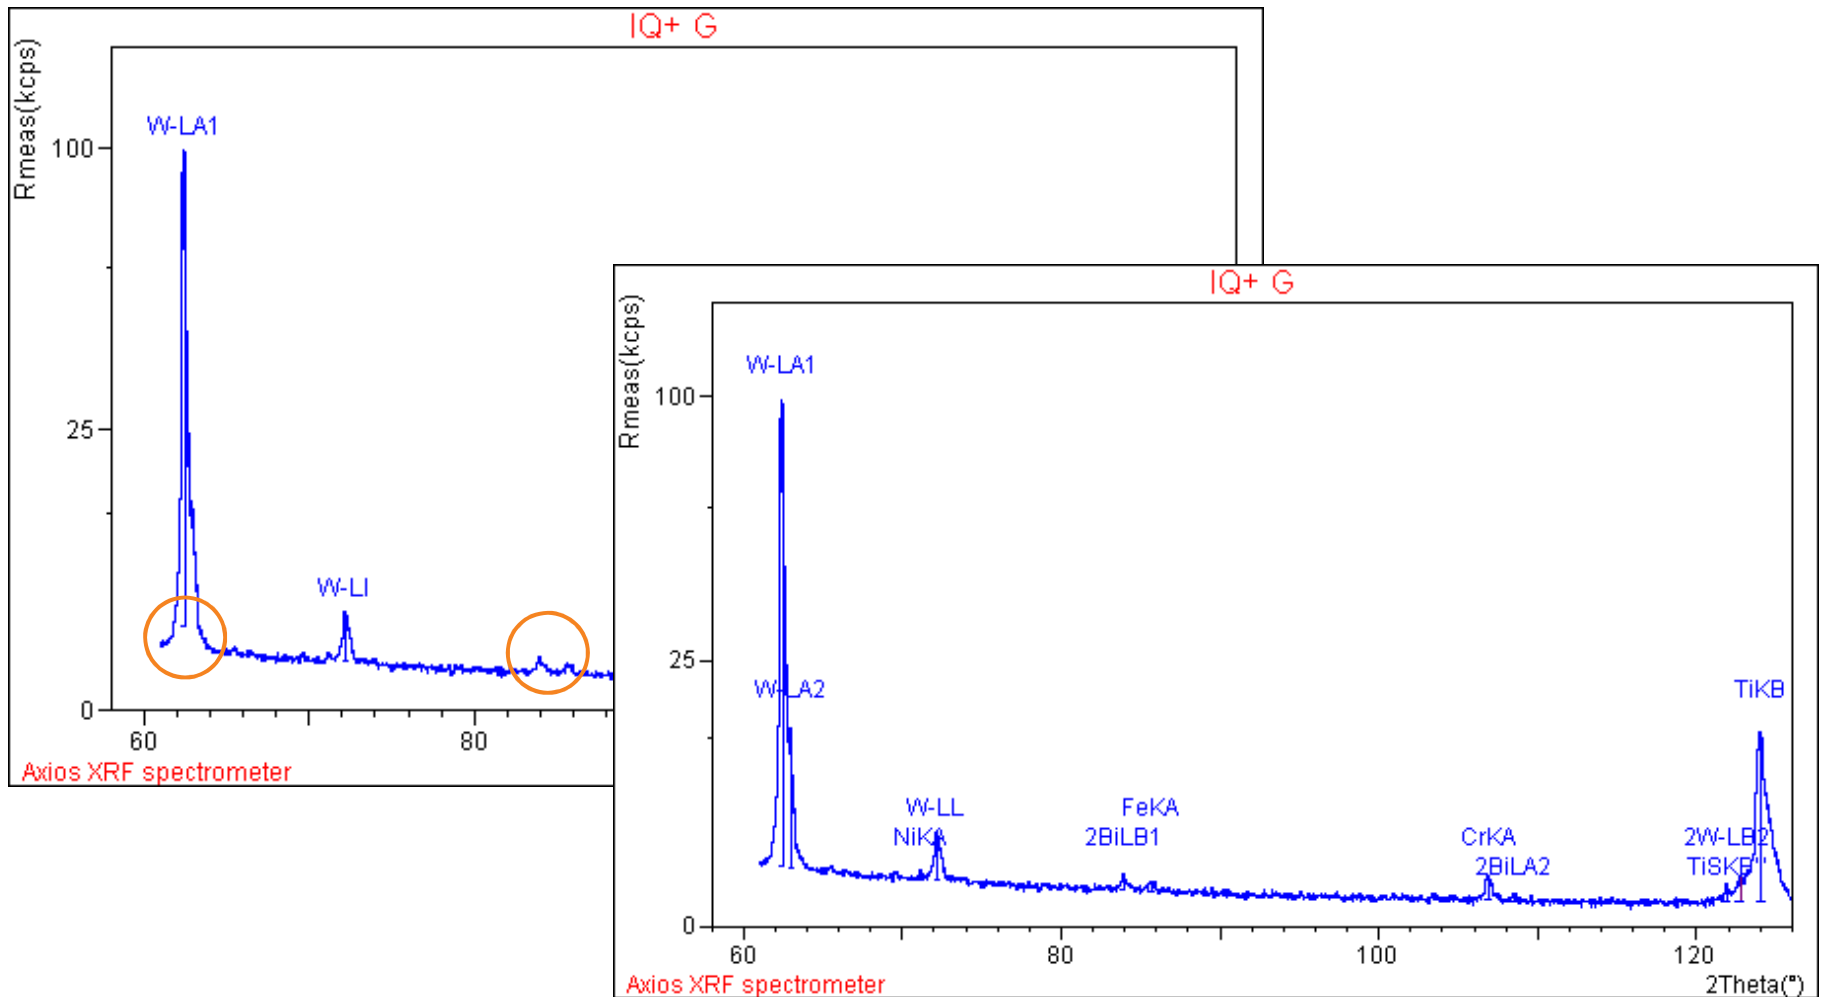 IQ+ G
Rmeas(kcps)
W-LA1
100
W-LI
25
0
60
80
Axios XRF spectrometer
IQ+ G
Rmeas(kcps)
W-LA1
100
25
W-LA2
TiKB
W-LL
FeKA
NiKA
2BiLB1
CrKA
2W-LB2
2BiLA2
TiSKB'
0
60
80
100
120
Axios XRF spectrometer
2Theta(°)